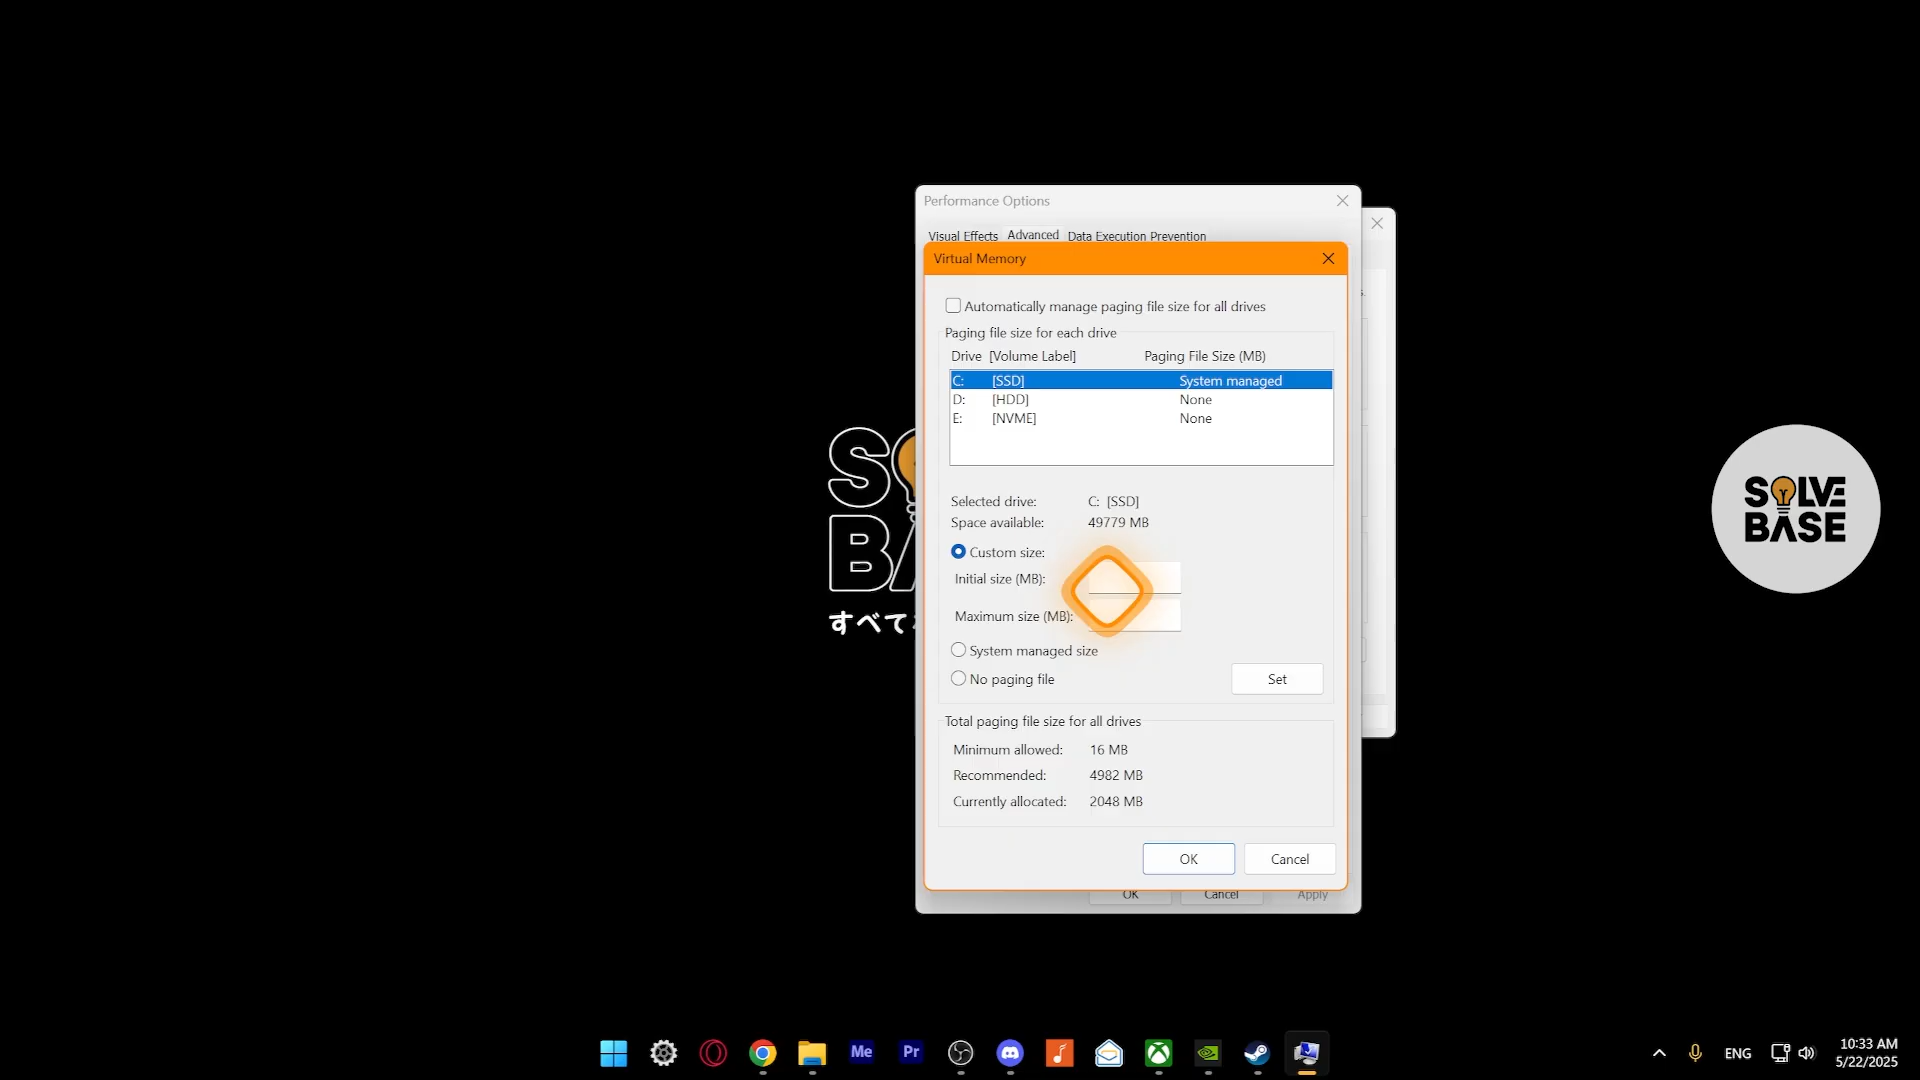 Performance Options
Visual Effects Advanced Data Execution Prevention
Virtual Memory
Automatically manage paging file size for all drives
Paging file size for each drive
Drive [Volume Label] Paging File Size (MB)
C: [SSD] System managed
D: [HDD] None
E: [NVME] None
Selected drive: C: [SSD]
Space available: 49779 MB
Custom size:
Initial size (MB):
Maximum size (MB):
System managed size
No paging file
Set
Total paging file size for all drives
Minimum allowed: 16 MB
Recommended: 4982 MB
Currently allocated: 2048 MB
OK Cancel
OK Cancel Apply
すべて
SOLVE
BASE
Me
Pr
ENG
10:33 AM
5/22/2025